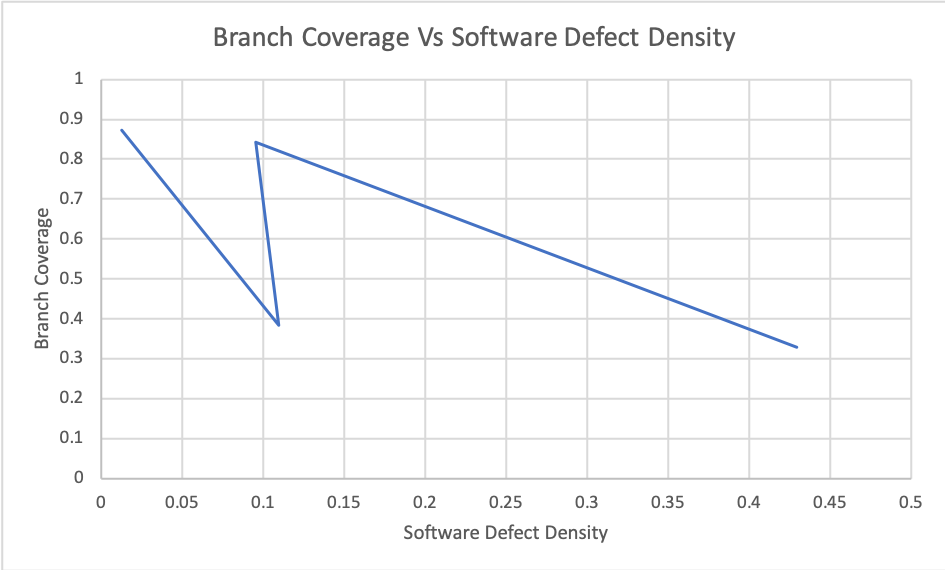 Branch Coverage Vs Software Defect Density
1
0.9
0.8
0.7
0.6
0.5
0.4
0.3
0.2
0.1
0
Branch Coverage
0 0.05 0.1 0.15 0.2 0.25 0.3 0.35 0.4 0.45 0.5
Software Defect Density